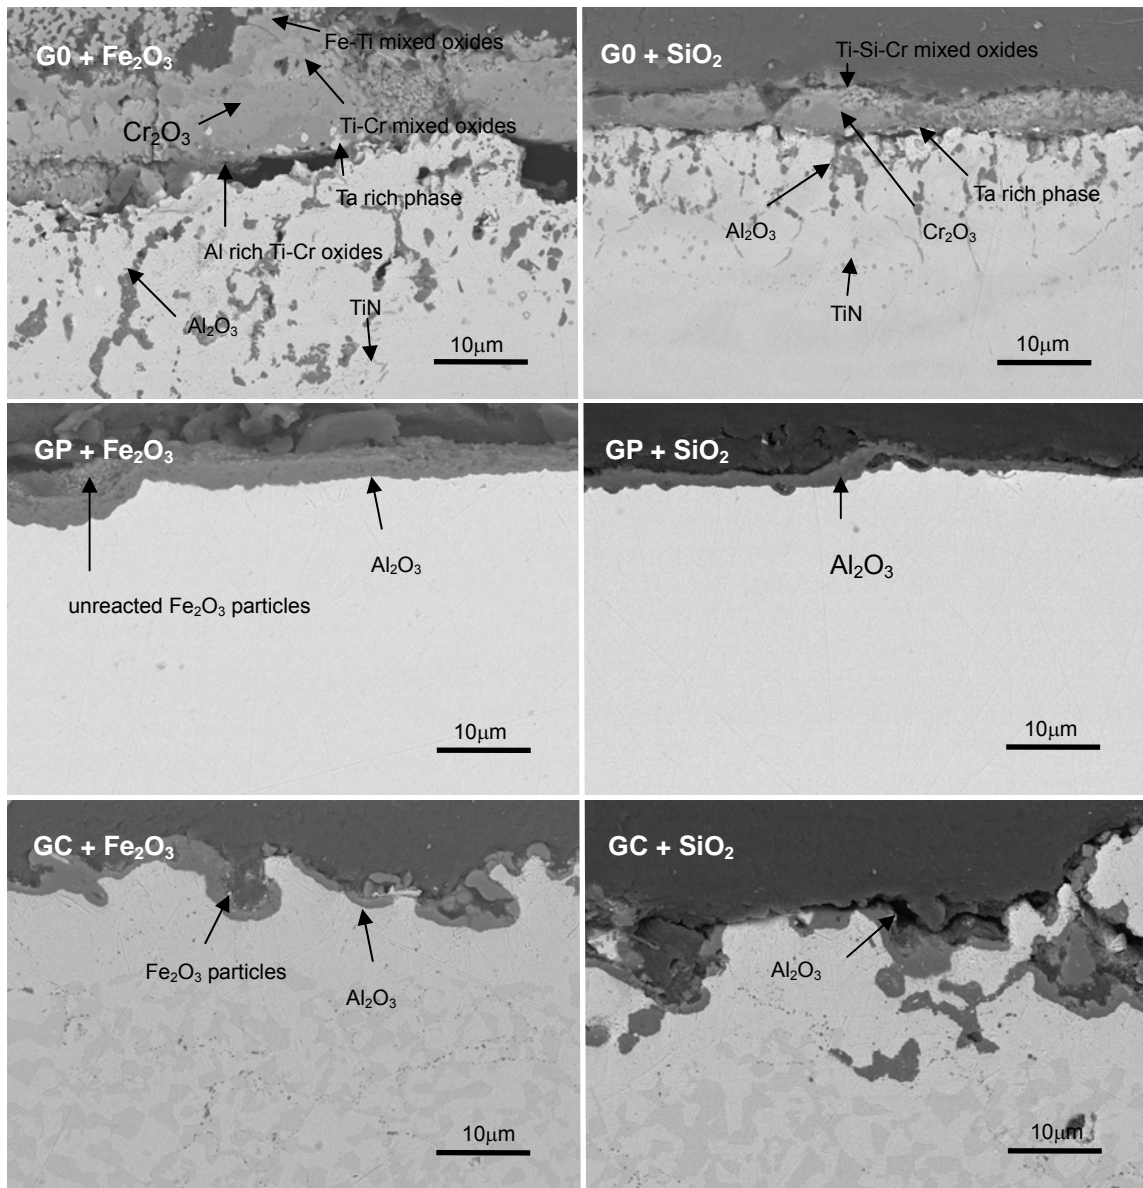 G0 + Fe₂O₃
Fe-Ti mixed oxides
Cr₂O₃
Ti-Cr mixed oxides
Ta rich phase
Al rich Ti-Cr oxides
Al₂O₃
TiN
10μm
G0 + SiO₂
Ti-Si-Cr mixed oxides
Ta rich phase
Al₂O₃
Cr₂O₃
TiN
10μm
GP + Fe₂O₃
Al₂O₃
unreacted Fe₂O₃ particles
10μm
GP + SiO₂
Al₂O₃
10μm
GC + Fe₂O₃
Fe₂O₃ particles
Al₂O₃
10μm
GC + SiO₂
Al₂O₃
10μm